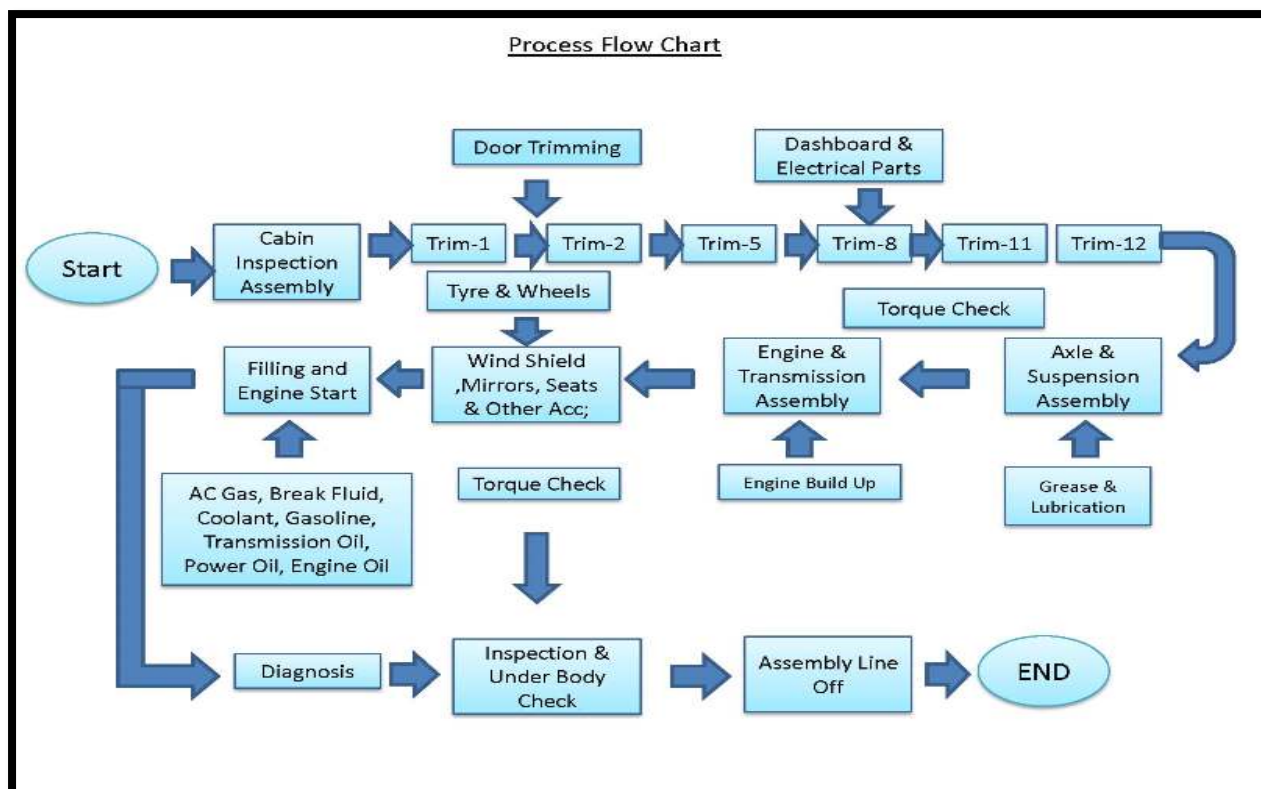 Process Flow Chart
Door Trimming
Dashboard &
Electrical Parts
Start
Cabin
Inspection
Assembly
Trim-1
Trim-2
Trim-5
Trim-8
Trim-11
Trim-12
Tyre & Wheels
Torque Check
Filling and
Engine Start
Wind Shield
,Mirrors, Seats
& Other Acc;
Engine &
Transmission
Assembly
Axle &
Suspension
Assembly
AC Gas, Break Fluid,
Coolant, Gasoline,
Transmission Oil,
Power Oil, Engine Oil
Torque Check
Engine Build Up
Grease &
Lubrication
Diagnosis
Inspection &
Under Body
Check
Assembly Line
Off
END